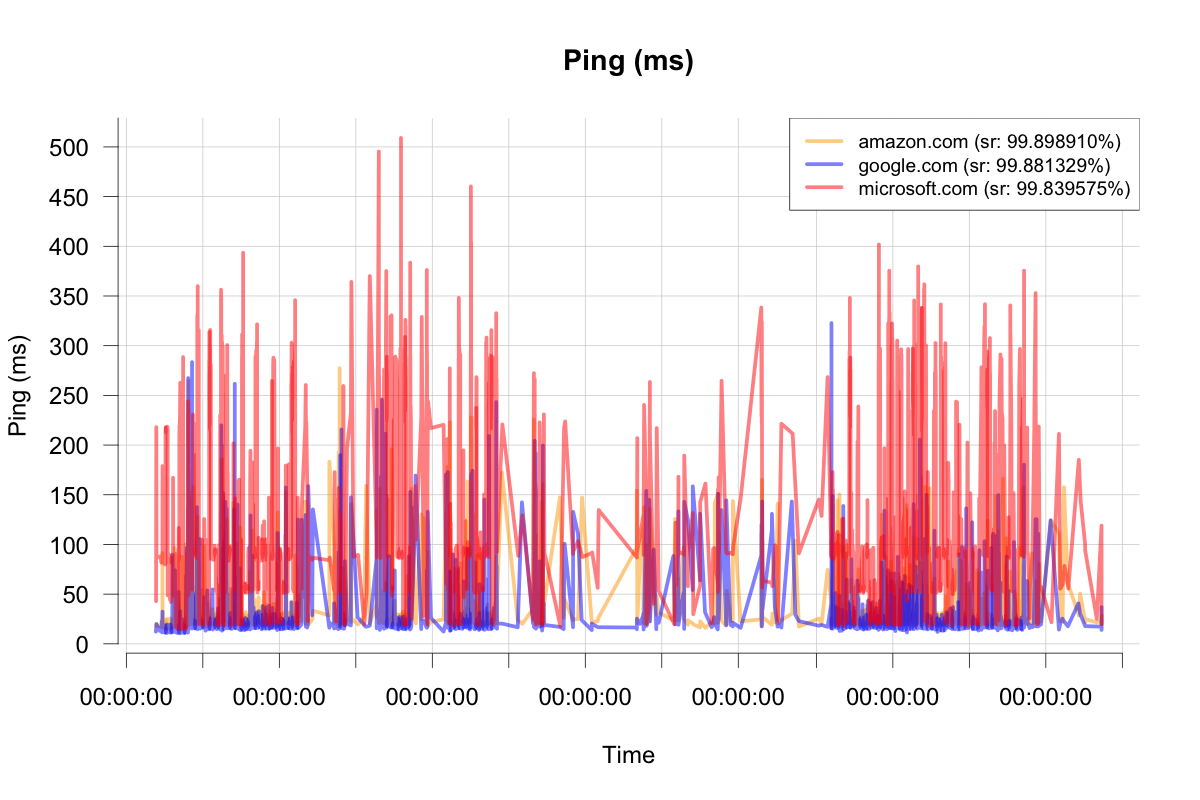 Ping (ms)
amazon.com (sr: 99.898910%)
google.com (sr: 99.881329%)
microsoft.com (sr: 99.839575%)
500
450
400
350
300
250
200
150
100
50
0
Ping (ms)
00:00:00 00:00:00 00:00:00 00:00:00 00:00:00 00:00:00 00:00:00
Time